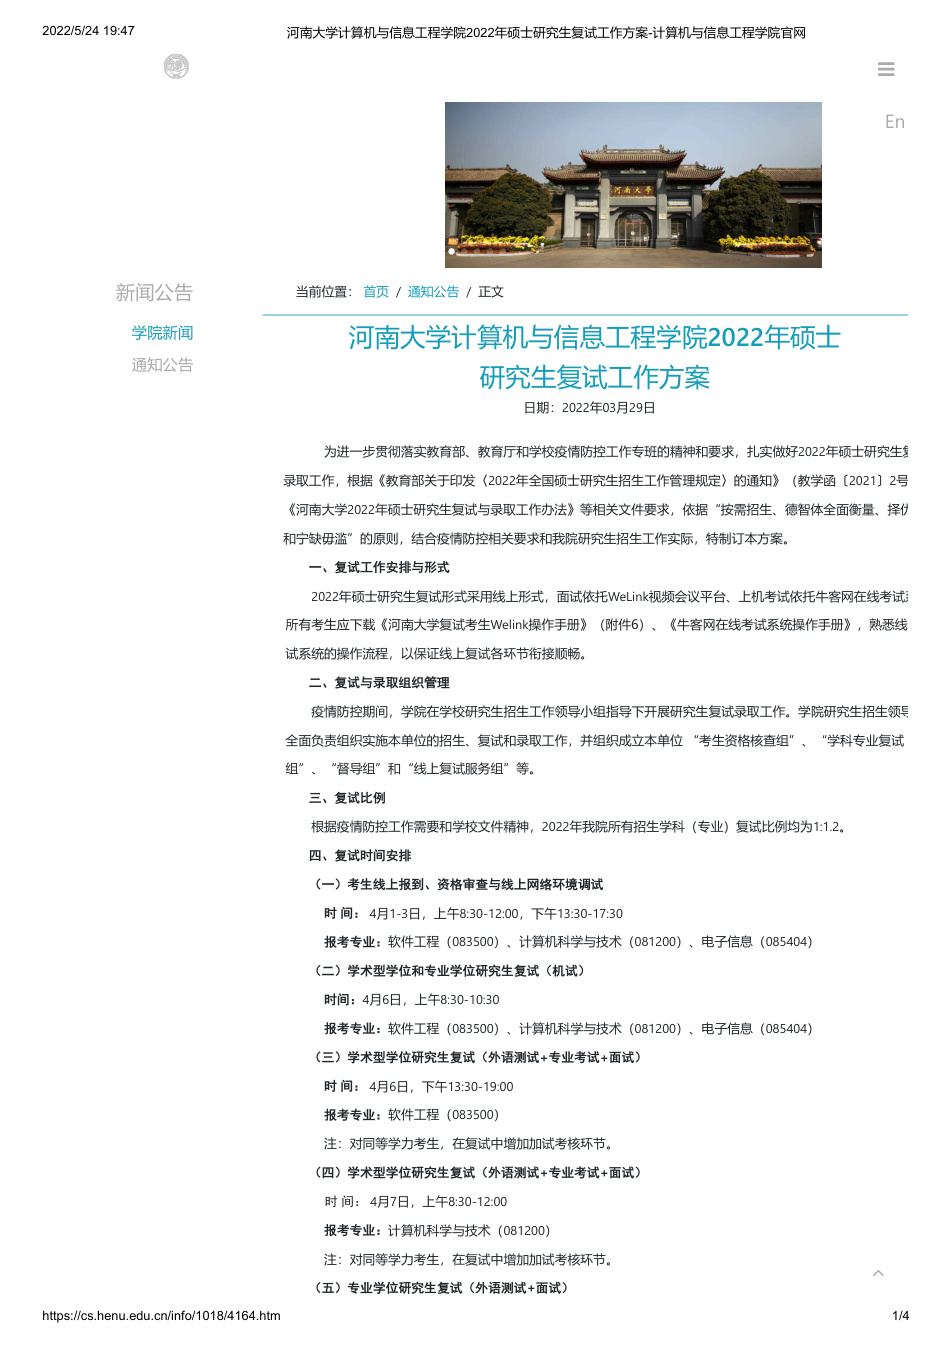 2022/5/24 19:47
河南大学计算机与信息工程学院2022年硕士研究生复试工作方案-计算机与信息工程学院官网
En
河南大学
新闻公告
学院新闻
通知公告
当前位置： 首页 / 通知公告 / 正文
河南大学计算机与信息工程学院2022年硕士
研究生复试工作方案
日期：2022年03月29日
为进一步贯彻落实教育部、教育厅和学校疫情防控工作专班的精神和要求，扎实做好2022年硕士研究生复
录取工作，根据《教育部关于印发〈2022年全国硕士研究生招生工作管理规定〉的通知》（教学函〔2021〕2号
《河南大学2022年硕士研究生复试与录取工作办法》等相关文件要求，依据“按需招生、德智体全面衡量、择优
和宁缺毋滥”的原则，结合疫情防控相关要求和我院研究生招生工作实际，特制订本方案。
一、复试工作安排与形式
2022年硕士研究生复试形式采用线上形式，面试依托WeLink视频会议平台、上机考试依托牛客网在线考试系
所有考生应下载《河南大学复试考生Welink操作手册》（附件6）、《牛客网在线考试系统操作手册》，熟悉线
试系统的操作流程，以保证线上复试各环节衔接顺畅。
二、复试与录取组织管理
疫情防控期间，学院在学校研究生招生工作领导小组指导下开展研究生复试录取工作。学院研究生招生领导
全面负责组织实施本单位的招生、复试和录取工作，并组织成立本单位 “考生资格核查组”、“学科专业复试
组”、“督导组”和“线上复试服务组”等。
三、复试比例
根据疫情防控工作需要和学校文件精神，2022年我院所有招生学科（专业）复试比例均为1:1.2。
四、复试时间安排
（一）考生线上报到、资格审查与线上网络环境调试
时 间： 4月1-3日，上午8:30-12:00，下午13:30-17:30
报考专业：软件工程（083500）、计算机科学与技术（081200）、电子信息（085404）
（二）学术型学位和专业学位研究生复试（机试）
时间：4月6日，上午8:30-10:30
报考专业：软件工程（083500）、计算机科学与技术（081200）、电子信息（085404）
（三）学术型学位研究生复试（外语测试+专业考试+面试）
时 间： 4月6日，下午13:30-19:00
报考专业：软件工程（083500）
注：对同等学力考生，在复试中增加加试考核环节。
（四）学术型学位研究生复试（外语测试+专业考试+面试）
时 间： 4月7日，上午8:30-12:00
报考专业：计算机科学与技术（081200）
注：对同等学力考生，在复试中增加加试考核环节。
（五）专业学位研究生复试（外语测试+面试）
https://cs.henu.edu.cn/info/1018/4164.htm
1/4